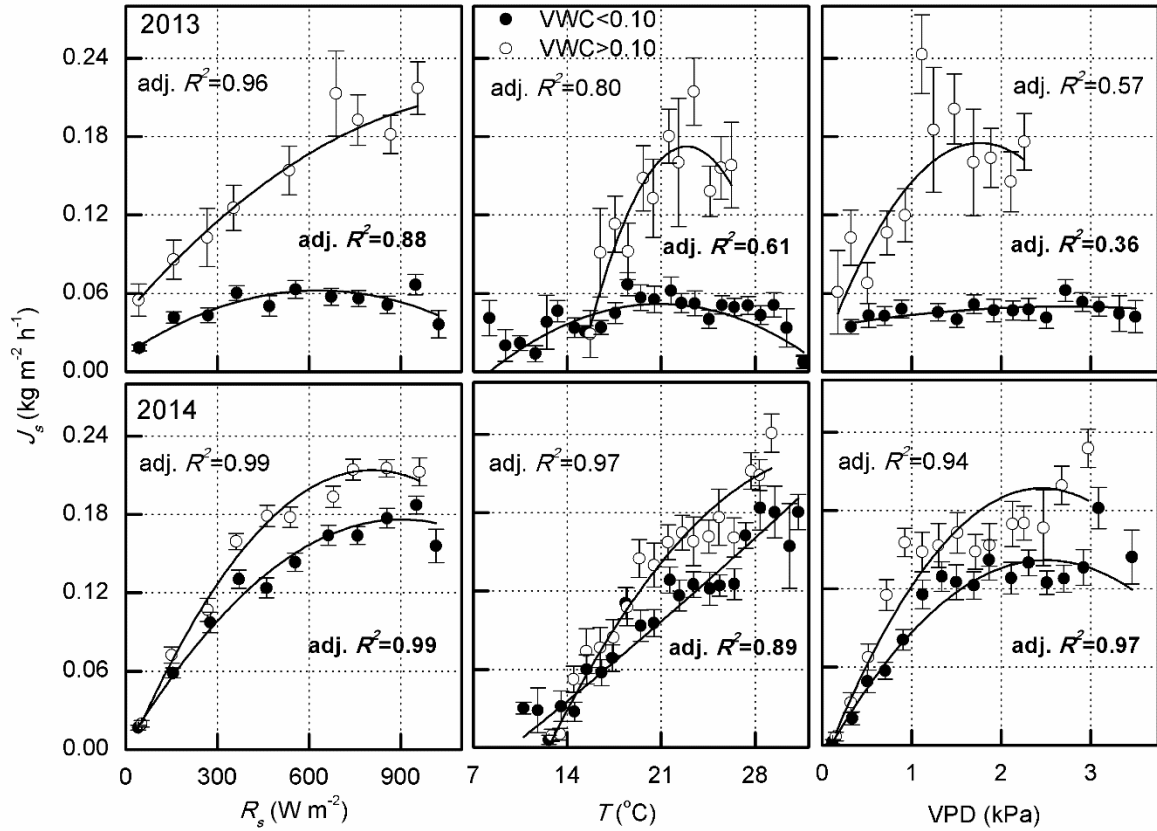 2013
VWC<0.10
VWC>0.10
0.24
0.18
0.12
0.06
0.00
adj. R²=0.96
adj. R²=0.88
adj. R²=0.80
adj. R²=0.61
adj. R²=0.57
adj. R²=0.36
Js (kg m-2 h-1)
2014
0.24
0.18
0.12
0.06
0.00
adj. R²=0.99
adj. R²=0.99
adj. R²=0.97
adj. R²=0.89
adj. R²=0.94
adj. R²=0.97
0 300 600 900
7 14 21 28
0 1 2 3
Rs (W m-2)
T (oC)
VPD (kPa)